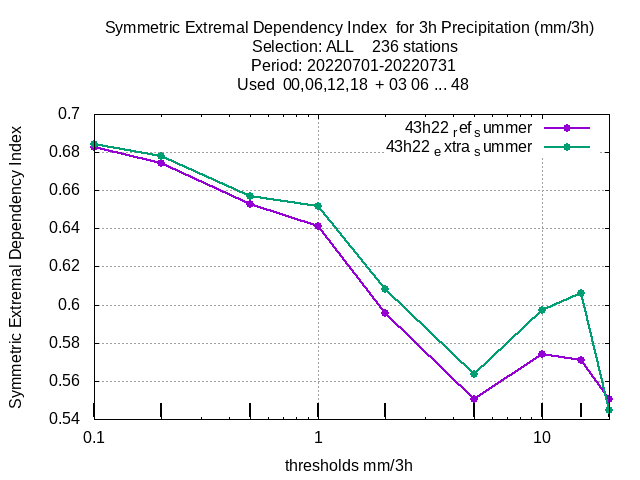 Symmetric Extremal Dependency Index for 3h Precipitation (mm/3h)
Selection: ALL 236 stations
Period: 20220701-20220731
Used 00,06,12,18 + 03 06 ... 48
43h22 ref summer
43h22 extra summer
Symmetric Extremal Dependency Index
0.7
0.68
0.66
0.64
0.62
0.6
0.58
0.56
0.54
0.1 1 10
thresholds mm/3h